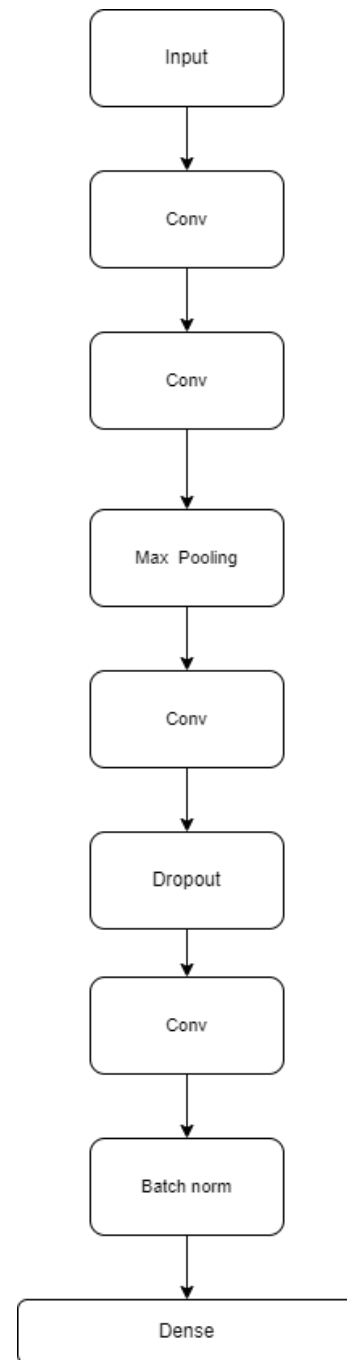 Input
Conv
Conv
Max Pooling
Conv
Dropout
Conv
Batch norm
Dense